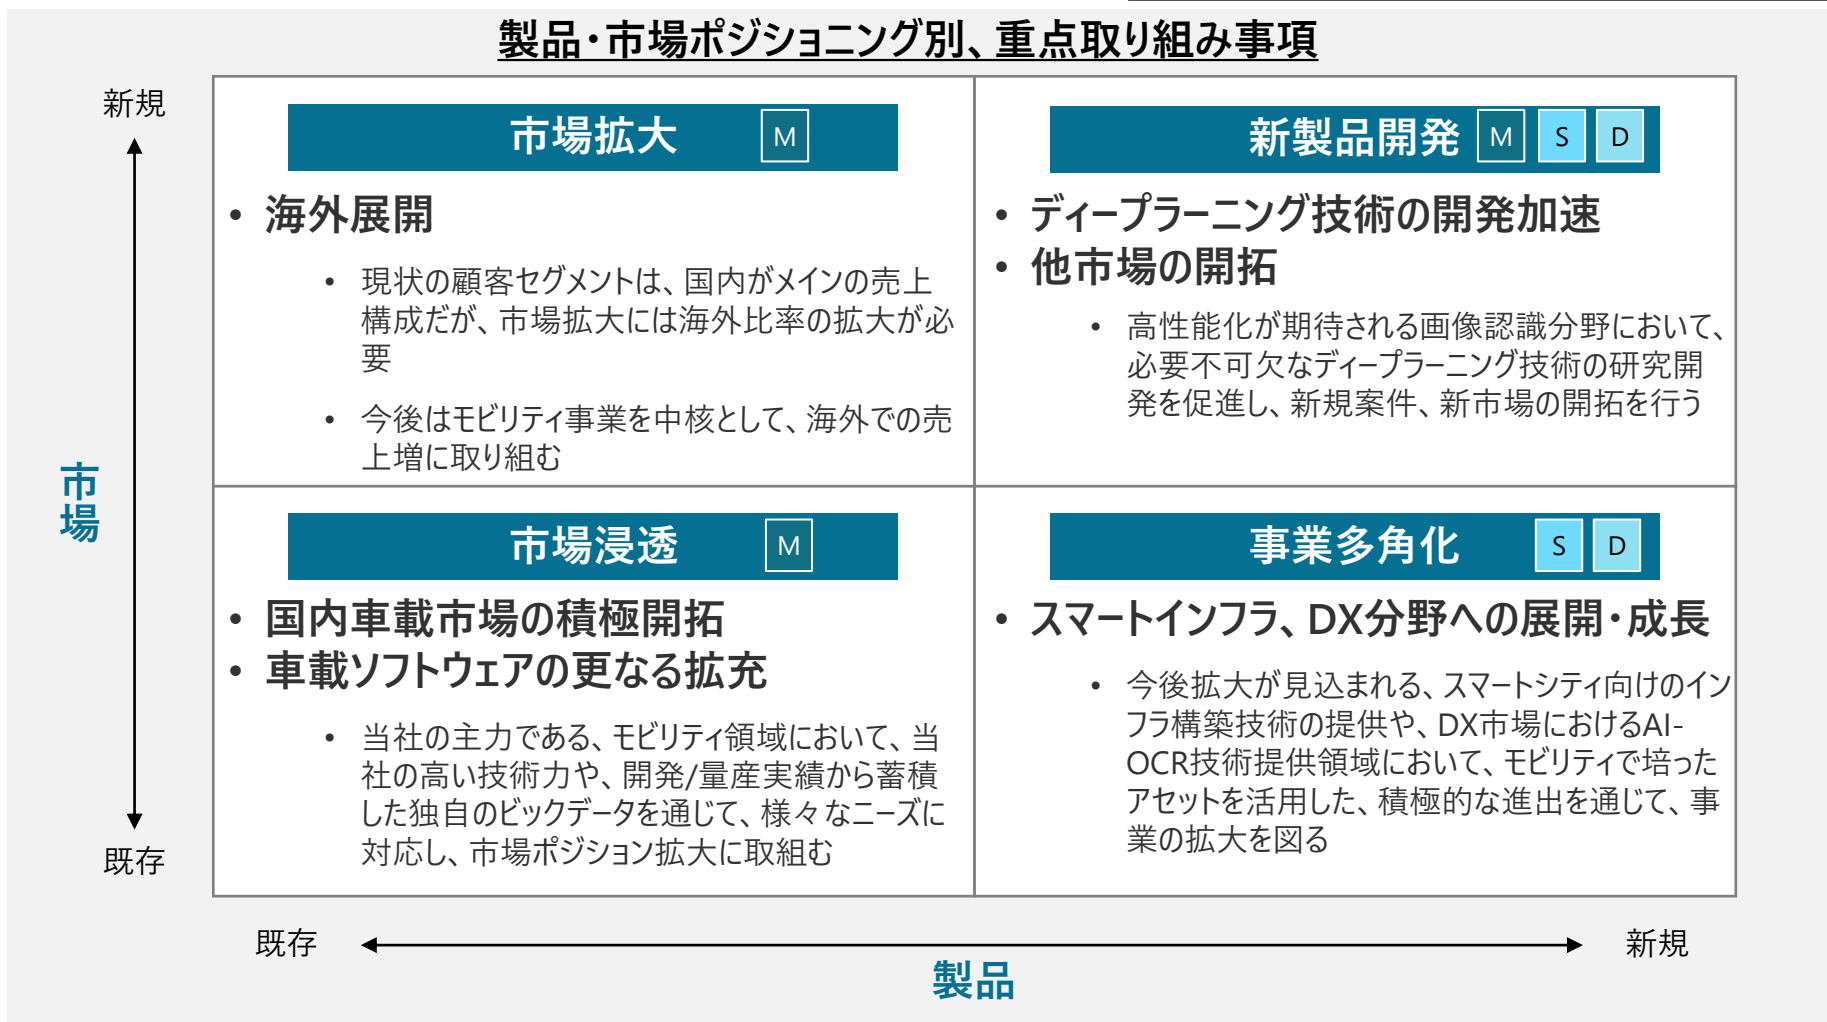 製品・市場ポジショニング別、重点取り組み事項
新規
市場拡大 M
• 海外展開
• 現状の顧客セグメントは、国内がメインの売上
構成だが、市場拡大には海外比率の拡大が必
要
• 今後はモビリティ事業を中核として、海外での売
上増に取り組む
新製品開発 M S D
• ディープラーニング技術の開発加速
• 他市場の開拓
• 高性能化が期待される画像認識分野において、
必要不可欠なディープラーニング技術の研究開
発を促進し、新規案件、新市場の開拓を行う
市場
市場浸透 M
• 国内車載市場の積極開拓
• 車載ソフトウェアの更なる拡充
• 当社の主力である、モビリティ領域において、当
社の高い技術力や、開発/量産実績から蓄積
した独自のビックデータを通じて、様々なニーズに
対応し、市場ポジション拡大に取組む
事業多角化 S D
• スマートインフラ、DX分野への展開・成長
• 今後拡大が見込まれる、スマートシティ向けのイン
フラ構築技術の提供や、DX市場におけるAI-
OCR技術提供領域において、モビリティで培った
アセットを活用した、積極的な進出を通じて、事
業の拡大を図る
既存
既存
新規
製品